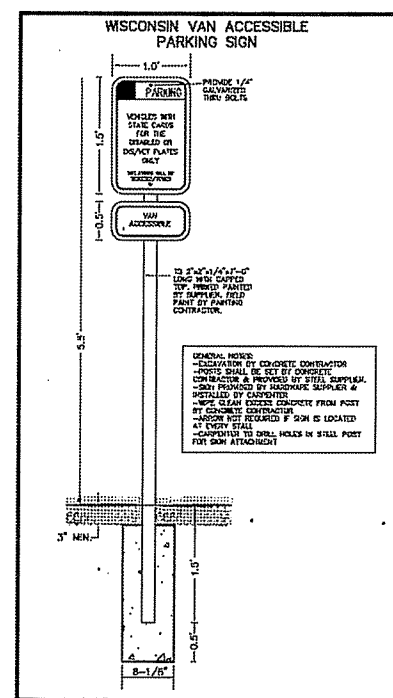 WISCONSIN VAN ACCESSIBLE
PARKING SIGN
1.0'
PARKING
PROVIDE 1/4"
GALVANIZED
THRU BOLTS
VEHICLES WITH
STATE CARDS
FOR THE
DISABLED OR
DIS/VET PLATES
ONLY
1.5'
VAN
ACCESSIBLE
0.5'
LONG WITH CAPPED
TOP. PRIMED PAINTED
BY SUPPLIER. FIELD
PAINT BY PAINTING
CONTRACTOR.
GENERAL NOTES:
-EXCAVATION BY CONCRETE CONTRACTOR
-POSTS SHALL BE SET BY CONCRETE
CONTRACTOR & PROVIDED BY STEEL SUPPLIER.
-SIGN PROVIDED BY HARDWARE SUPPLIER &
INSTALLED BY CARPENTER
-WIPE CLEAN EXCESS CONCRETE FROM POST
BY CONCRETE CONTRACTOR
-ARROW NOT REQUIRED IF SIGN IS LOCATED
AT EVERY STALL
-CARPENTER TO DRILL HOLES IN STEEL POST
FOR SIGN ATTACHMENT
3" MIN.
1.5'
0.5'